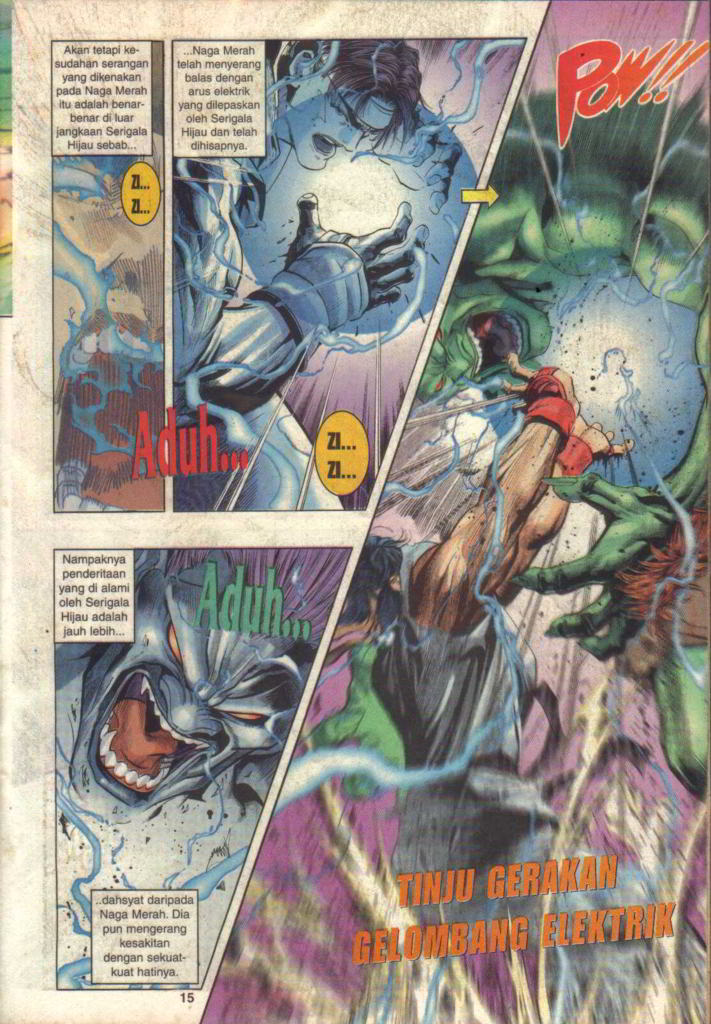 Akan tetapi ke-
sudahan serangan
yang dikenakan
pada Naga Merah
itu adalah benar-
benar di luar
jangkaan Serigala
Hijau sebab...
ZI...
ZI...
...Naga Merah
telah menyerang
balas dengan
arus elektrik
yang dilepaskan
oleh Serigala
Hijau dan telah
dihisapnya.
Aduh...
ZI...
ZI...
POW!!!
Nampaknya
penderitaan
yang di alami
oleh Serigala
Hijau adalah
jauh lebih...
Aduh...
..dahsyat daripada
Naga Merah. Dia
pun mengerang
kesakitan
dengan sekuat-
kuat hatinya.
TINJU GERAKAN
GELOMBANG ELEKTRIK
15